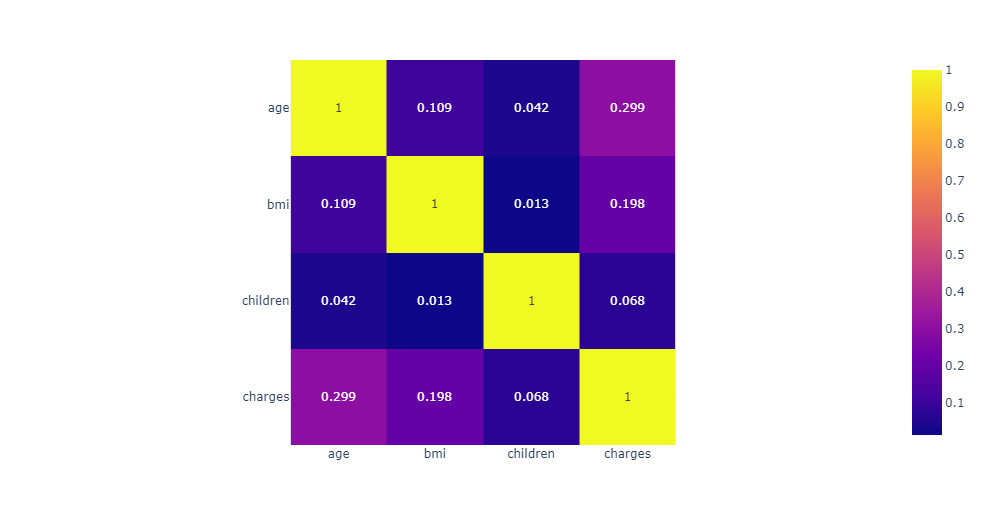 age 1 0.109 0.042 0.299
bmi 0.109 1 0.013 0.198
children 0.042 0.013 1 0.068
charges 0.299 0.198 0.068 1
age bmi children charges
1
0.9
0.8
0.7
0.6
0.5
0.4
0.3
0.2
0.1